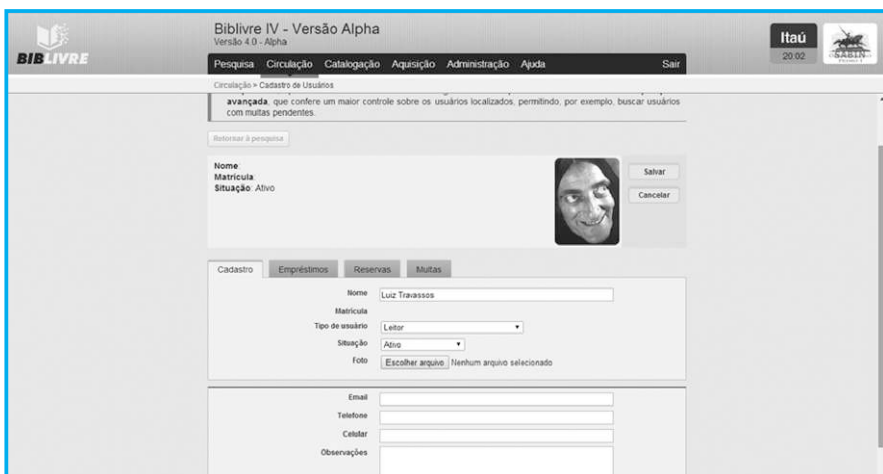 BIBLIVRE
Biblivre IV - Versão Alpha
Versão 4.0 - Alpha
Itaú
20:02
SABIN
Pesquisa Circulação Catalogação Aquisição Administração Ajuda Sair
Circulação > Cadastro de Usuários
avançada, que confere um maior controle sobre os usuários localizados, permitindo, por exemplo, buscar usuários
com multas pendentes.
Retornar à pesquisa
Nome:
Matrícula:
Situação: Ativo
Salvar
Cancelar
Cadastro Empréstimos Reservas Multas
Nome Luiz Travassos
Matrícula
Tipo de usuário Leitor
Situação Ativo
Foto Escolher arquivo Nenhum arquivo selecionado
Email
Telefone
Celular
Observações